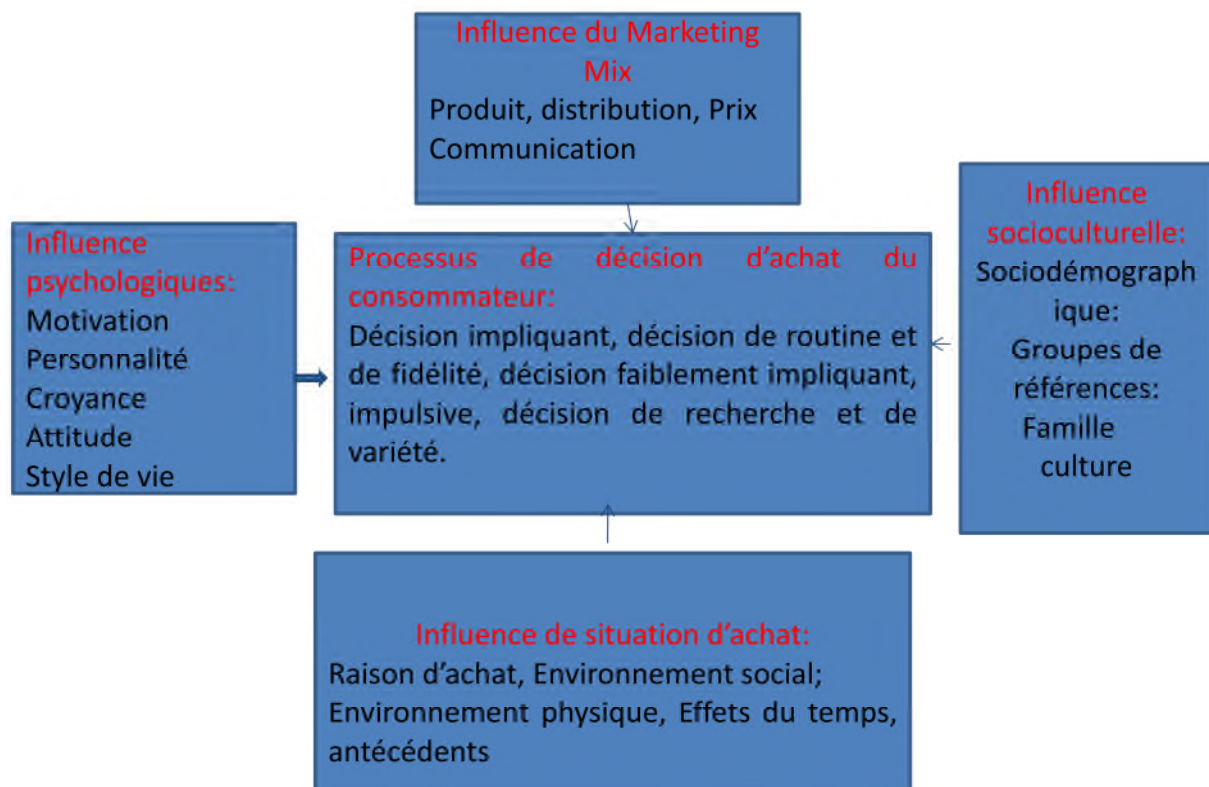 Influence du Marketing
Mix
Produit, distribution, Prix
Communication
Influence
psychologiques:
Motivation
Personnalité
Croyance
Attitude
Style de vie
Processus de décision d'achat du
consommateur:
Décision impliquant, décision de routine et
de fidélité, décision faiblement impliquant,
impulsive, décision de recherche et de
variété.
Influence
socioculturelle:
Sociodémograph
ique:
Groupes de
références:
Famille
culture
Influence de situation d'achat:
Raison d'achat, Environnement social;
Environnement physique, Effets du temps,
antécédents